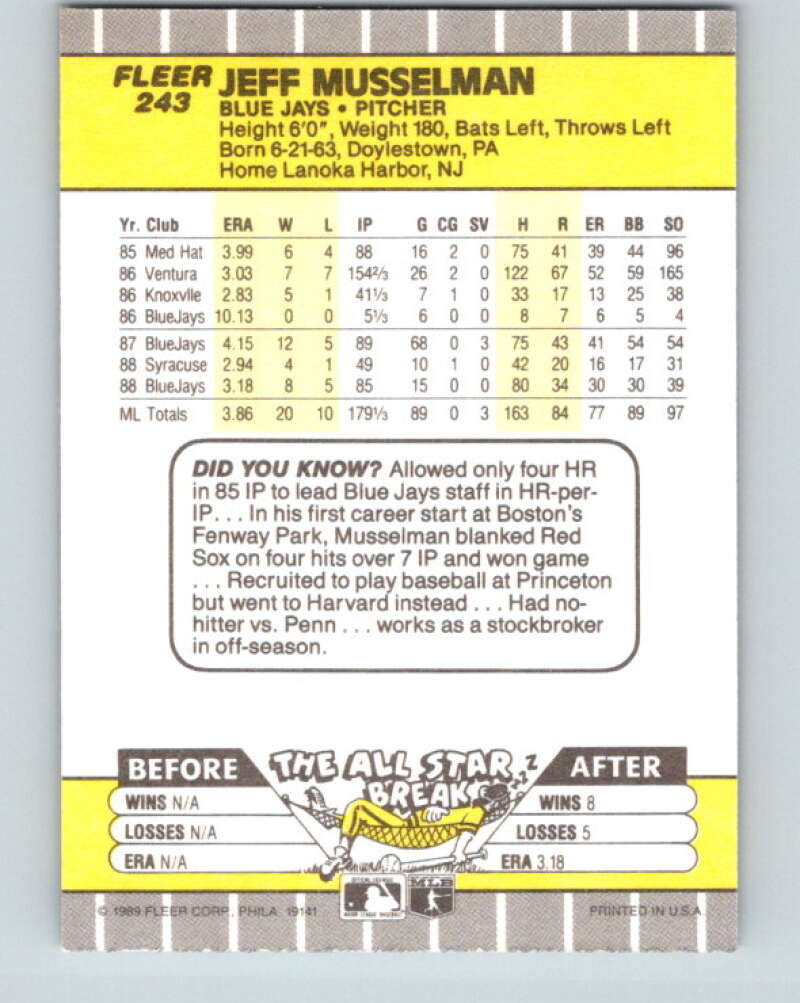 FLEER
243
JEFF MUSSELMAN
BLUE JAYS • PITCHER
Height 6'0", Weight 180, Bats Left, Throws Left
Born 6-21-63, Doylestown, PA
Home Lanoka Harbor, NJ
Yr. Club ERA W L IP G CG SV H R ER BB SO
85 Med Hat 3.99 6 4 88 16 2 0 75 41 39 44 96
86 Ventura 3.03 7 7 154⅔ 26 2 0 122 67 52 59 165
86 Knoxvlle 2.83 5 1 41⅓ 7 1 0 33 17 13 25 38
86 BlueJays 10.13 0 0 5⅓ 6 0 0 8 7 6 5 4
87 BlueJays 4.15 12 5 89 68 0 3 75 43 41 54 54
88 Syracuse 2.94 4 1 49 10 1 0 42 20 16 17 31
88 BlueJays 3.18 8 5 85 15 0 0 80 34 30 30 39
ML Totals 3.86 20 10 179⅓ 89 0 3 163 84 77 89 97
DID YOU KNOW? Allowed only four HR
in 85 IP to lead Blue Jays staff in HR-per-
IP... In his first career start at Boston's
Fenway Park, Musselman blanked Red
Sox on four hits over 7 IP and won game
... Recruited to play baseball at Princeton
but went to Harvard instead ... Had no-
hitter vs. Penn ... works as a stockbroker
in off-season.
THE ALL STAR
BREAK
ZZZ
BEFORE
WINS N/A
LOSSES N/A
ERA N/A
AFTER
WINS 8
LOSSES 5
ERA 3.18
MLB
© 1989 FLEER CORP., PHILA. 19141
PRINTED IN U.S.A.